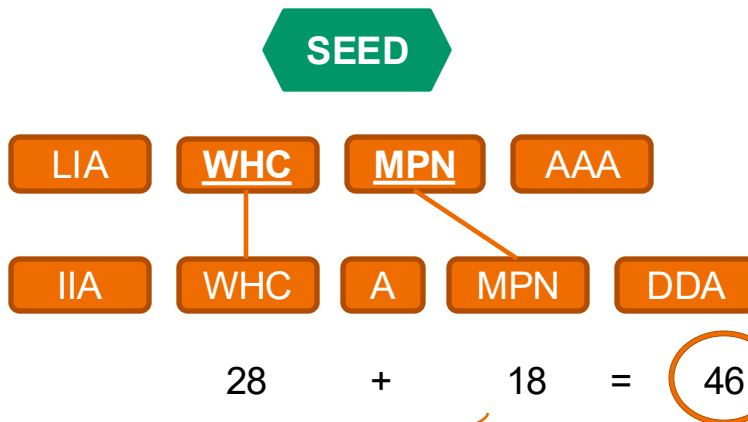 SEED
LIA WHC MPN AAA
IIA WHC A MPN DDA
28 + 18 = 46